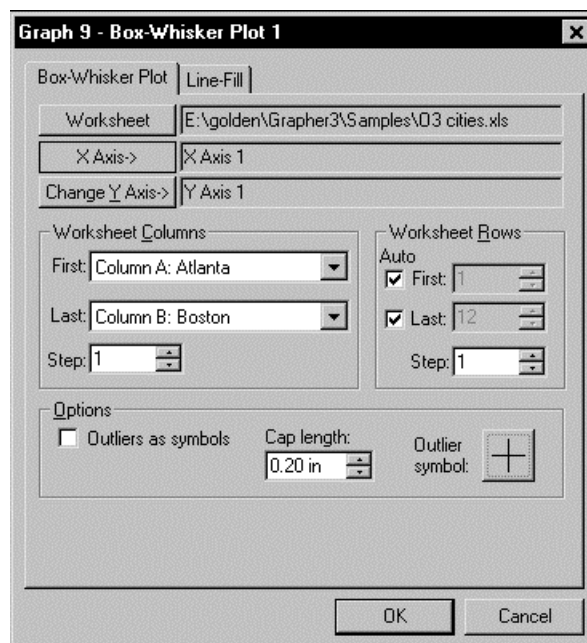 Graph 9 - Box-Whisker Plot 1
Box-Whisker Plot Line-Fill
Worksheet E:\golden\Grapher3\Samples\O3 cities.xls
X Axis-> X Axis 1
Change Y Axis-> Y Axis 1
Worksheet Columns
First: Column A: Atlanta
Last: Column B: Boston
Step: 1
Worksheet Rows
Auto
First: 1
Last: 12
Step: 1
Options
Outliers as symbols
Cap length:
0.20 in
Outlier
symbol:
OK Cancel